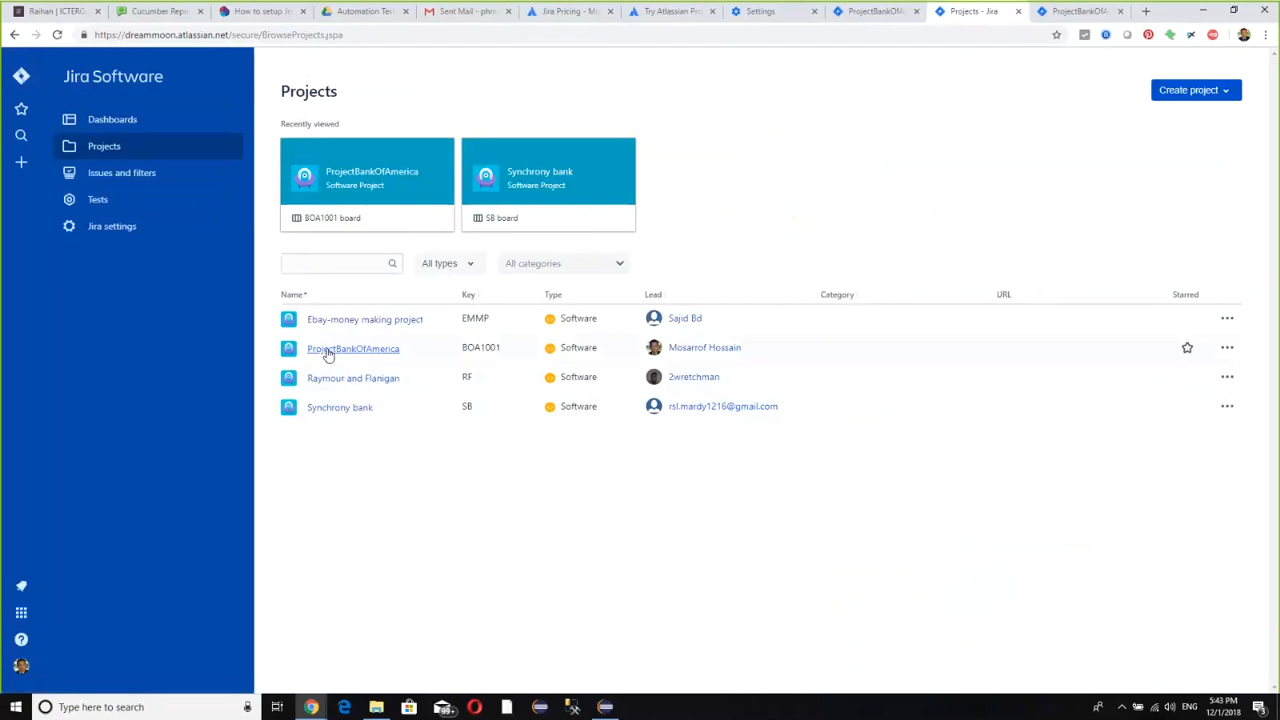 Raihan | ICTERG
Cucumber Repo
How to setup Je
Automation Tes
Sent Mail - phn
Jira Pricing - Mo
Try Atlassian Pr
Settings
ProjectBankOfA
Projects - Jira
ProjectBankOfA
https://dreammoon.atlassian.net/secure/BrowseProjects.jspa
Jira Software
Dashboards
Projects
Issues and filters
Tests
Jira settings
Projects
Create project
Recently viewed
ProjectBankOfAmerica
Software Project
BOA1001 board
Synchrony bank
Software Project
SB board
All types
All categories
Name Key Type Lead Category URL Starred
Ebay-money making project EMMP Software Sajid Bd
ProjectBankOfAmerica BOA1001 Software Mosarrof Hossain
Raymour and Flanigan RF Software 2wretchman
Synchrony bank SB Software rsl.mardy1216@gmail.com
Type here to search
99+
ENG
5:43 PM
12/1/2018
3